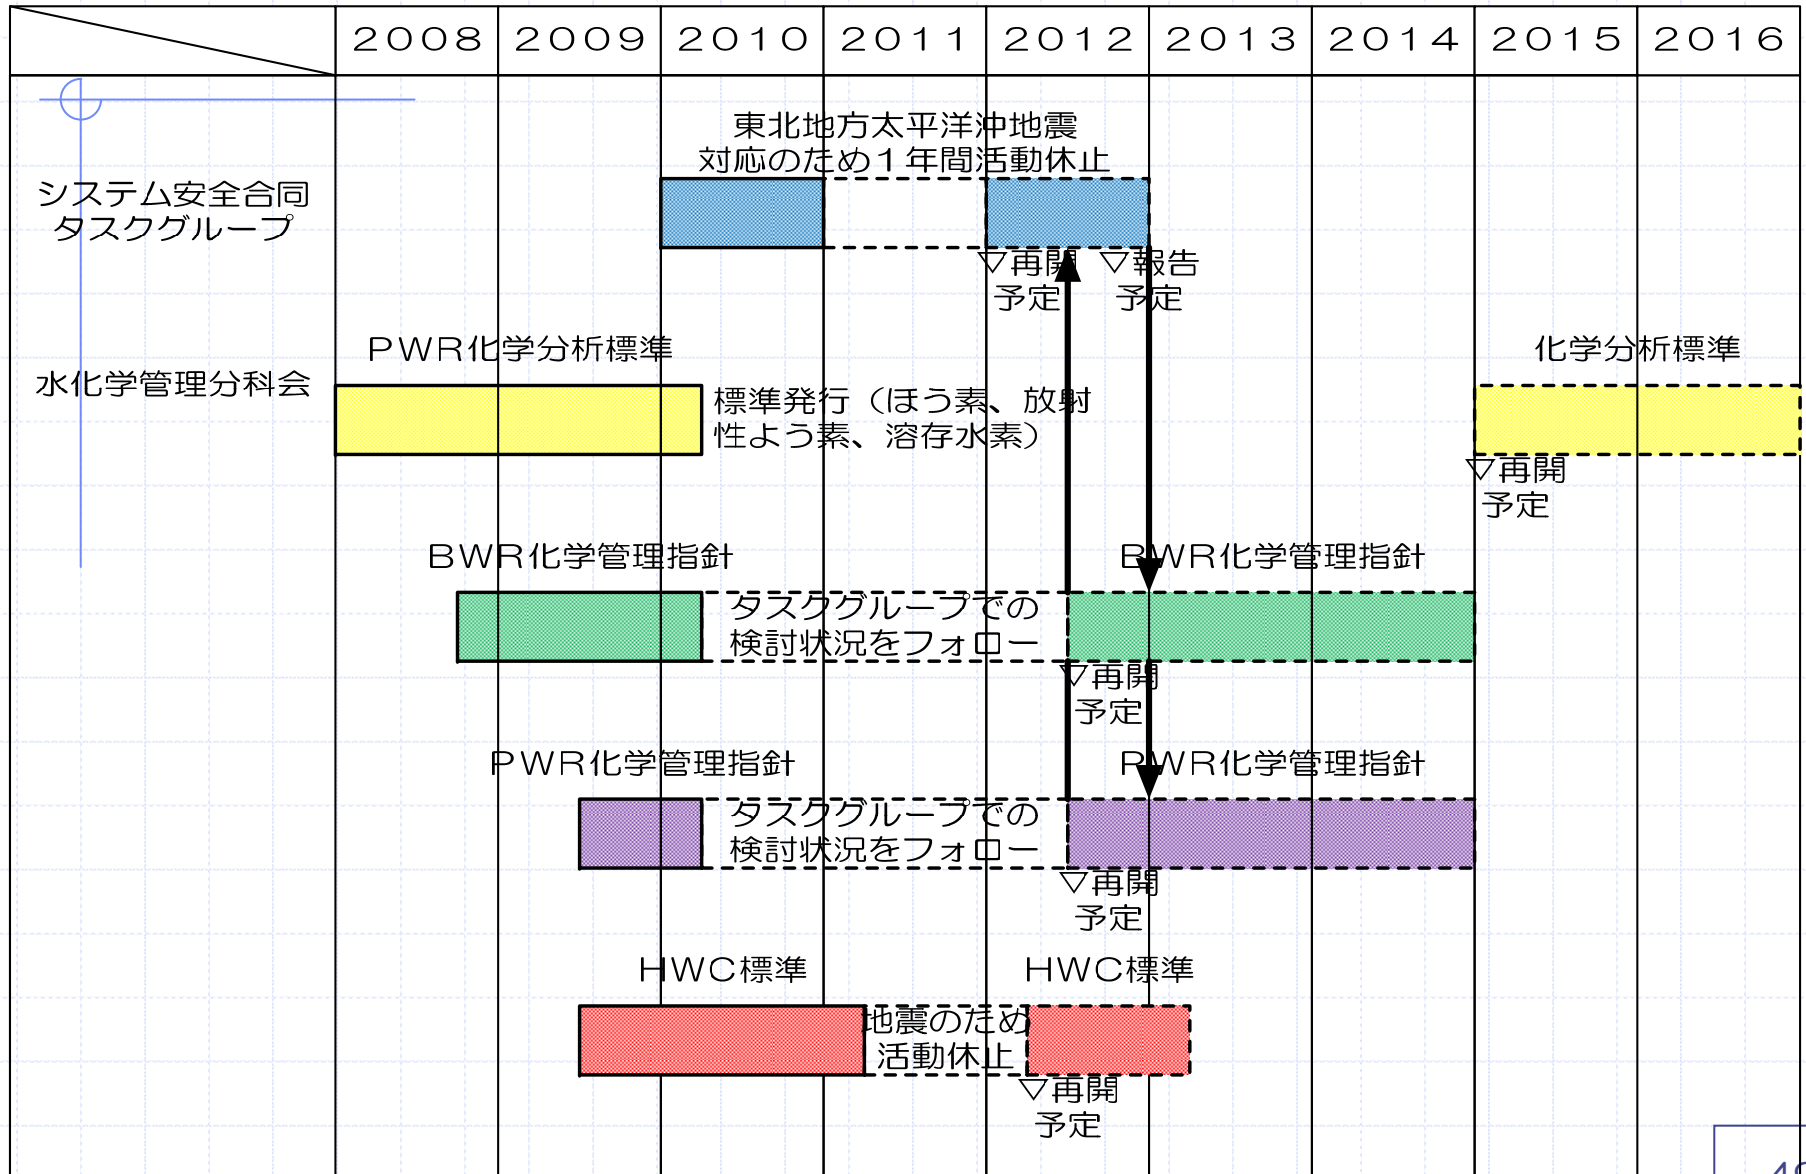 ２００８ ２００９ ２０１０ ２０１１ ２０１２ ２０１３ ２０１４ ２０１５ ２０１６
東北地方太平洋沖地震
対応のため１年間活動休止
システム安全合同
タスクグループ
▽再開
予定
▽報告
予定
ＰＷＲ化学分析標準
化学分析標準
水化学管理分科会
標準発行（ほう素、放射
性よう素、溶存水素）
▽再開
予定
ＢＷＲ化学管理指針
ＢＷＲ化学管理指針
タスクグループでの
検討状況をフォロー
▽再開
予定
ＰＷＲ化学管理指針
ＰＷＲ化学管理指針
タスクグループでの
検討状況をフォロー
▽再開
予定
ＨＷＣ標準
ＨＷＣ標準
地震のため
活動休止
▽再開
予定